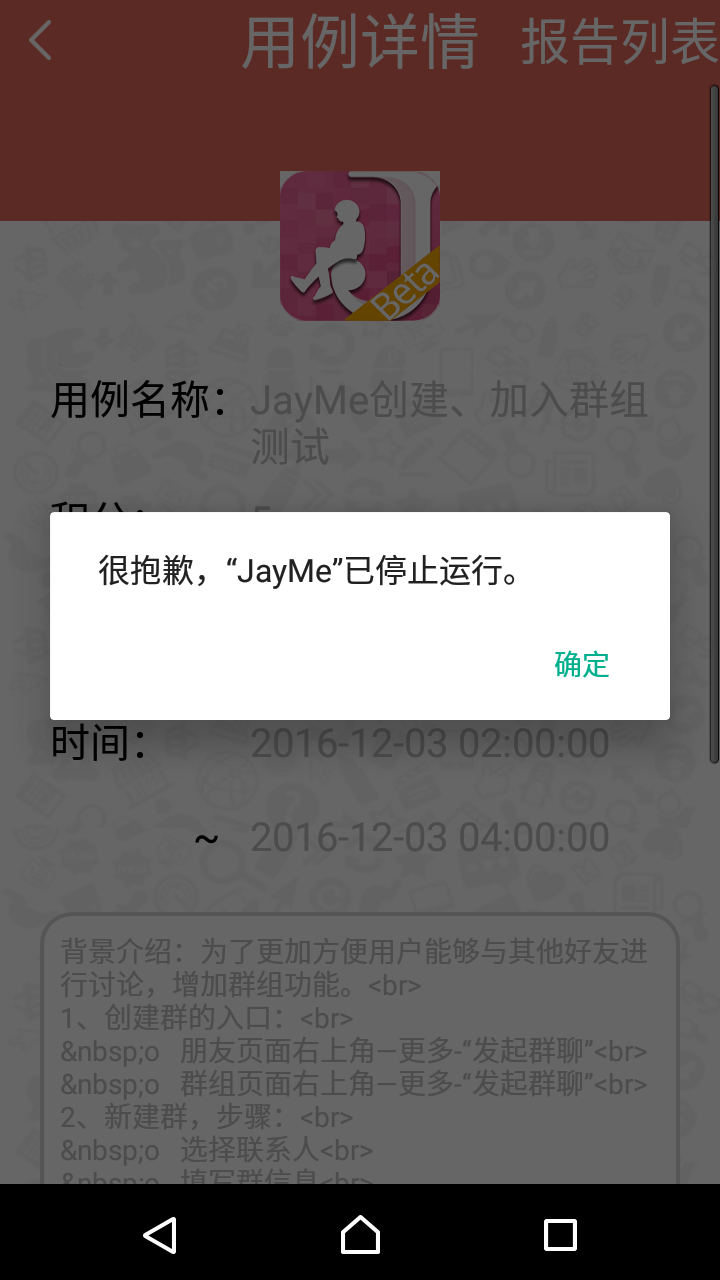 用例详情 报告列表
Beta
用例名称： JayMe创建、加入群组
测试
很抱歉，“JayMe”已停止运行。
确定
时间： 2016-12-03 02:00:00
~ 2016-12-03 04:00:00
背景介绍：为了更加方便用户能够与其他好友进
行讨论，增加群组功能。<br>
1、创建群的入口：<br>
&nbsp;o 朋友页面右上角—更多-“发起群聊”<br>
&nbsp;o 群组页面右上角—更多-“发起群聊”<br>
2、新建群，步骤：<br>
&nbsp;o 选择联系人<br>
&nbsp;o 填写群信息<br>